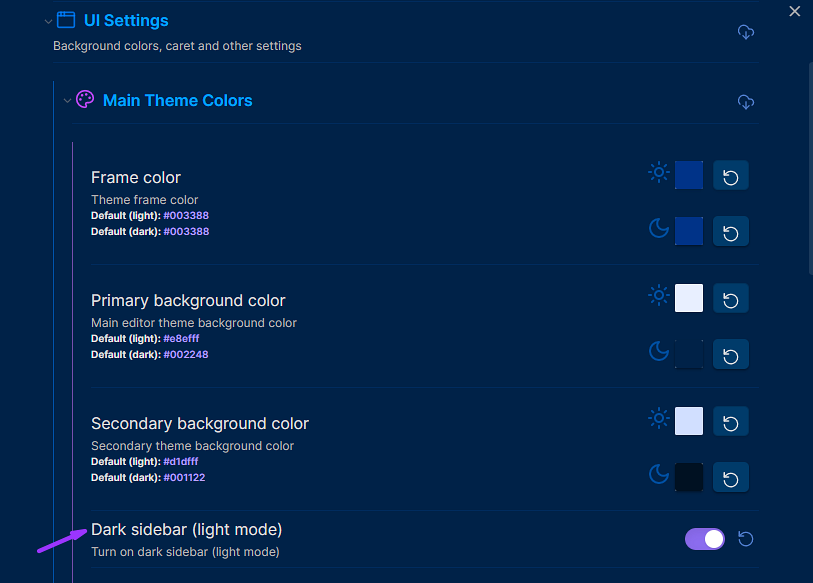 UI Settings
Background colors, caret and other settings
Main Theme Colors
Frame color
Theme frame color
Default (light): #003388
Default (dark): #003388
Primary background color
Main editor theme background color
Default (light): #e8efff
Default (dark): #002248
Secondary background color
Secondary theme background color
Default (light): #d1dfff
Default (dark): #001122
Dark sidebar (light mode)
Turn on dark sidebar (light mode)